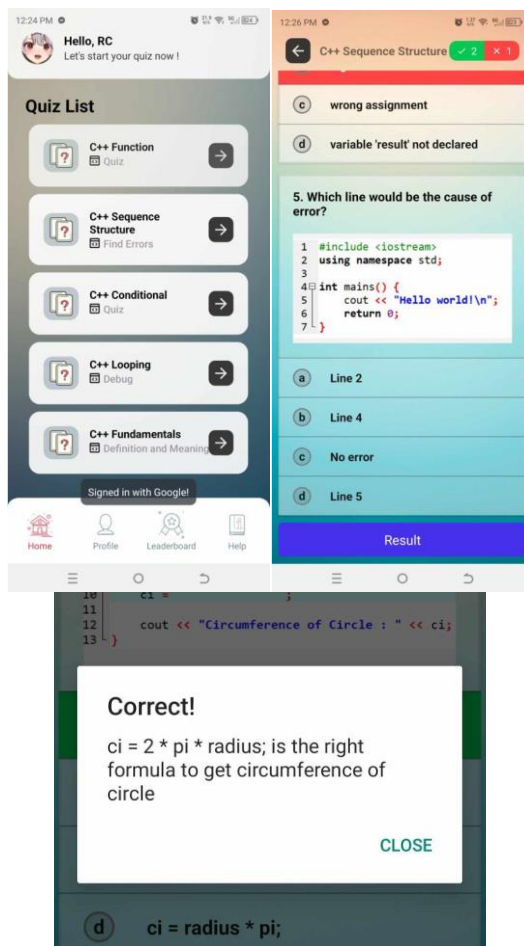 12:24 PM
Hello, RC
Let's start your quiz now !
Quiz List
C++ Function
Quiz
C++ Sequence
Structure
Find Errors
C++ Conditional
Quiz
C++ Looping
Debug
C++ Fundamentals
Definition and Meaning
Signed in with Google!
Home
Profile
Leaderboard
Help
12:26 PM
C++ Sequence Structure
2
× 1
c
wrong assignment
d
variable 'result' not declared
5. Which line would be the cause of
error?
1 #include <iostream>
2 using namespace std;
3
4 int mains() {
5 cout << "Hello world!\n";
6 return 0;
7 }
a
Line 2
b
Line 4
c
No error
d
Line 5
Result
10 ci = ;
11
12 cout << "Circumference of Circle : " << ci;
13 }
Correct!
ci = 2 * pi * radius; is the right
formula to get circumference of
circle
CLOSE
d
ci = radius * pi;